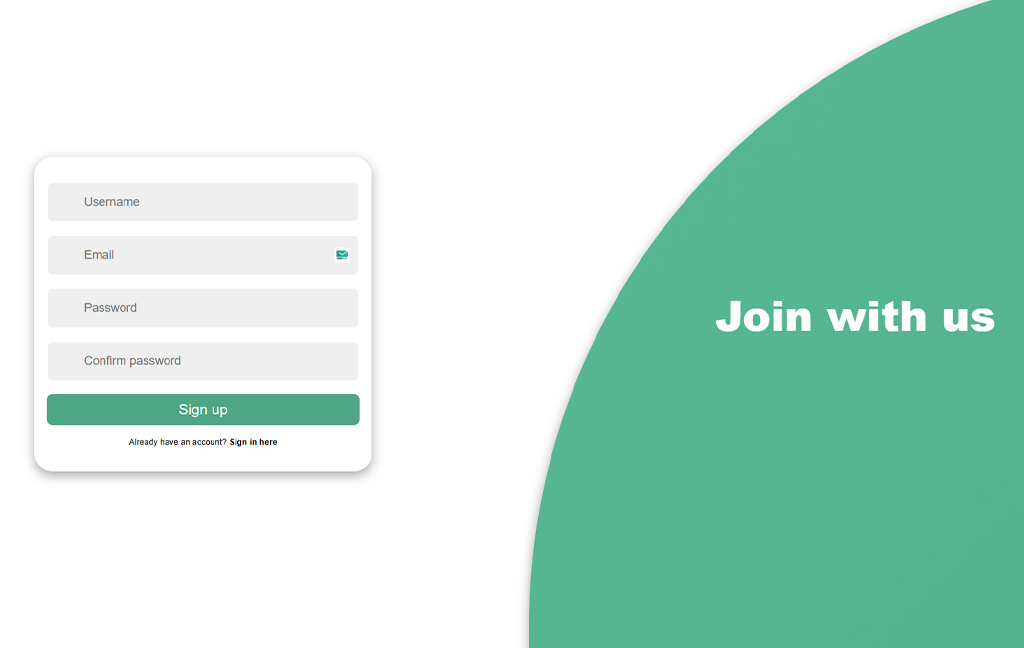 Username
Email
Password
Confirm password
Sign up
Already have an account? Sign in here
Join with us